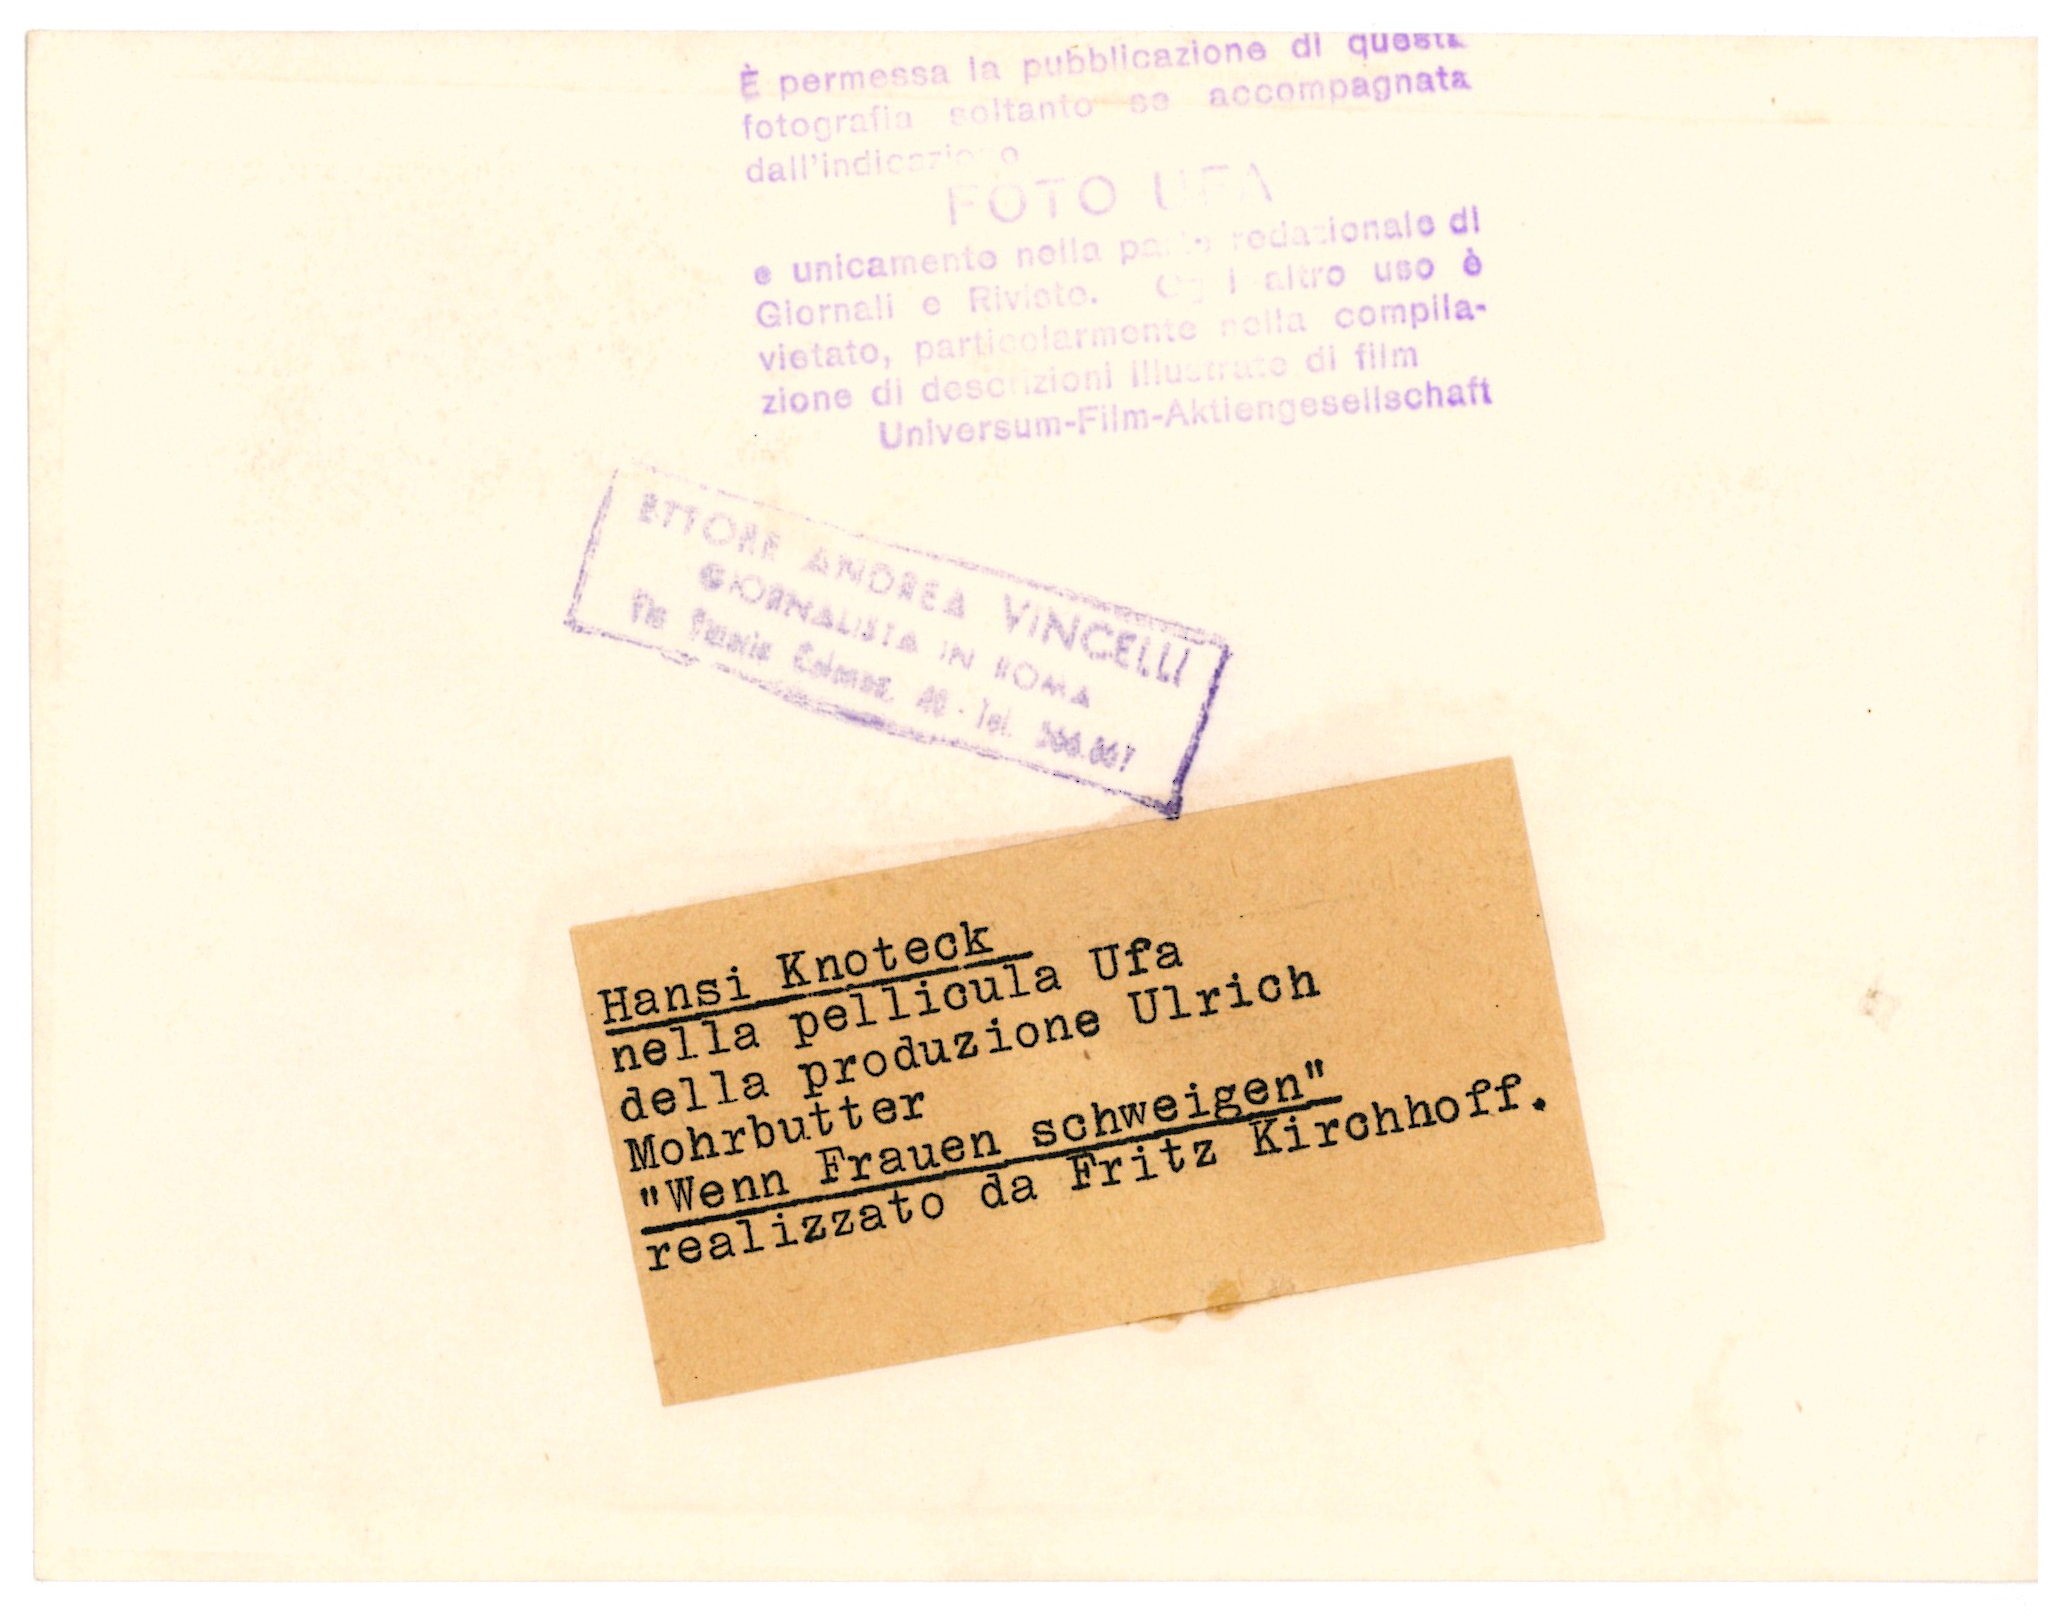 È permessa la pubblicazione di questa
fotografia soltanto se accompagnata
dall'indicazione
FOTO UFA
e unicamente nella parte redazionale di
Giornali e Riviste. Ogni altro uso è
vietato, particolarmente nella compila-
zione di descrizioni illustrate di film
Universum-Film-Aktiengesellschaft
ETTORE ANDREA VINCELLI
GIORNALISTA IN ROMA
Tel.
Hansi Knoteck
nella pellicula Ufa
della produzione Ulrich
Mohrbutter
"Wenn Frauen schweigen"
realizzato da Fritz Kirchhoff.